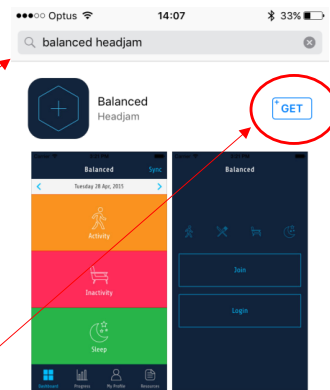 Optus 14:07 33%
balanced headjam
Balanced
Headjam
+ GET
Balanced Sync
Tuesday 28 Apr, 2015
Activity
Inactivity
Sleep
Dashboard Progress My Profile Resources
Balanced
Join
Login